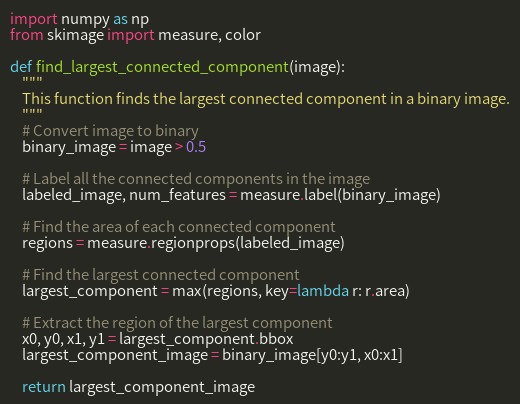 import numpy as np
from skimage import measure, color
def find_largest_connected_component(image):
"""
This function finds the largest connected component in a binary image.
"""
# Convert image to binary
binary_image = image > 0.5
# Label all the connected components in the image
labeled_image, num_features = measure.label(binary_image)
# Find the area of each connected component
regions = measure.regionprops(labeled_image)
# Find the largest connected component
largest_component = max(regions, key=lambda r: r.area)
# Extract the region of the largest component
x0, y0, x1, y1 = largest_component.bbox
largest_component_image = binary_image[y0:y1, x0:x1]
return largest_component_image